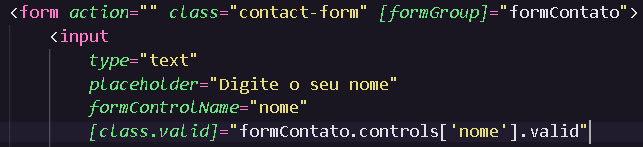 <form action="" class="contact-form" [formGroup]="formContato">
<input
type="text"
placeholder="Digite o seu nome"
formControlName="nome"
[class.valid]="formContato.controls['nome'].valid"